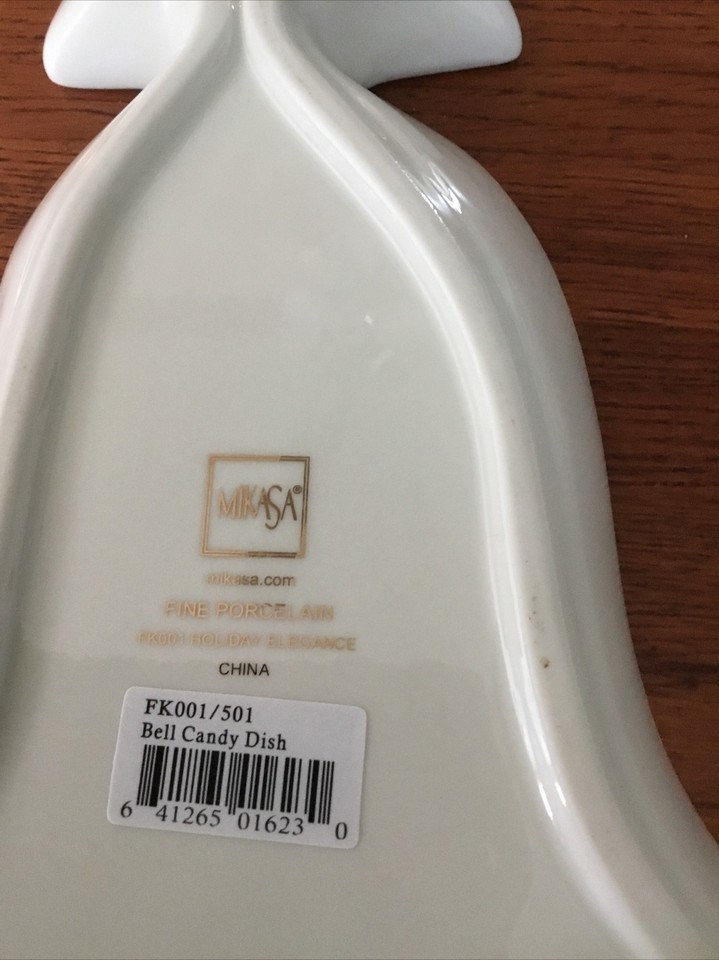 MIKASA®
mikasa.com
FINE PORCELAIN
FK001 HOLIDAY ELEGANCE
CHINA
FK001/501
Bell Candy Dish
6 41265 01623 0